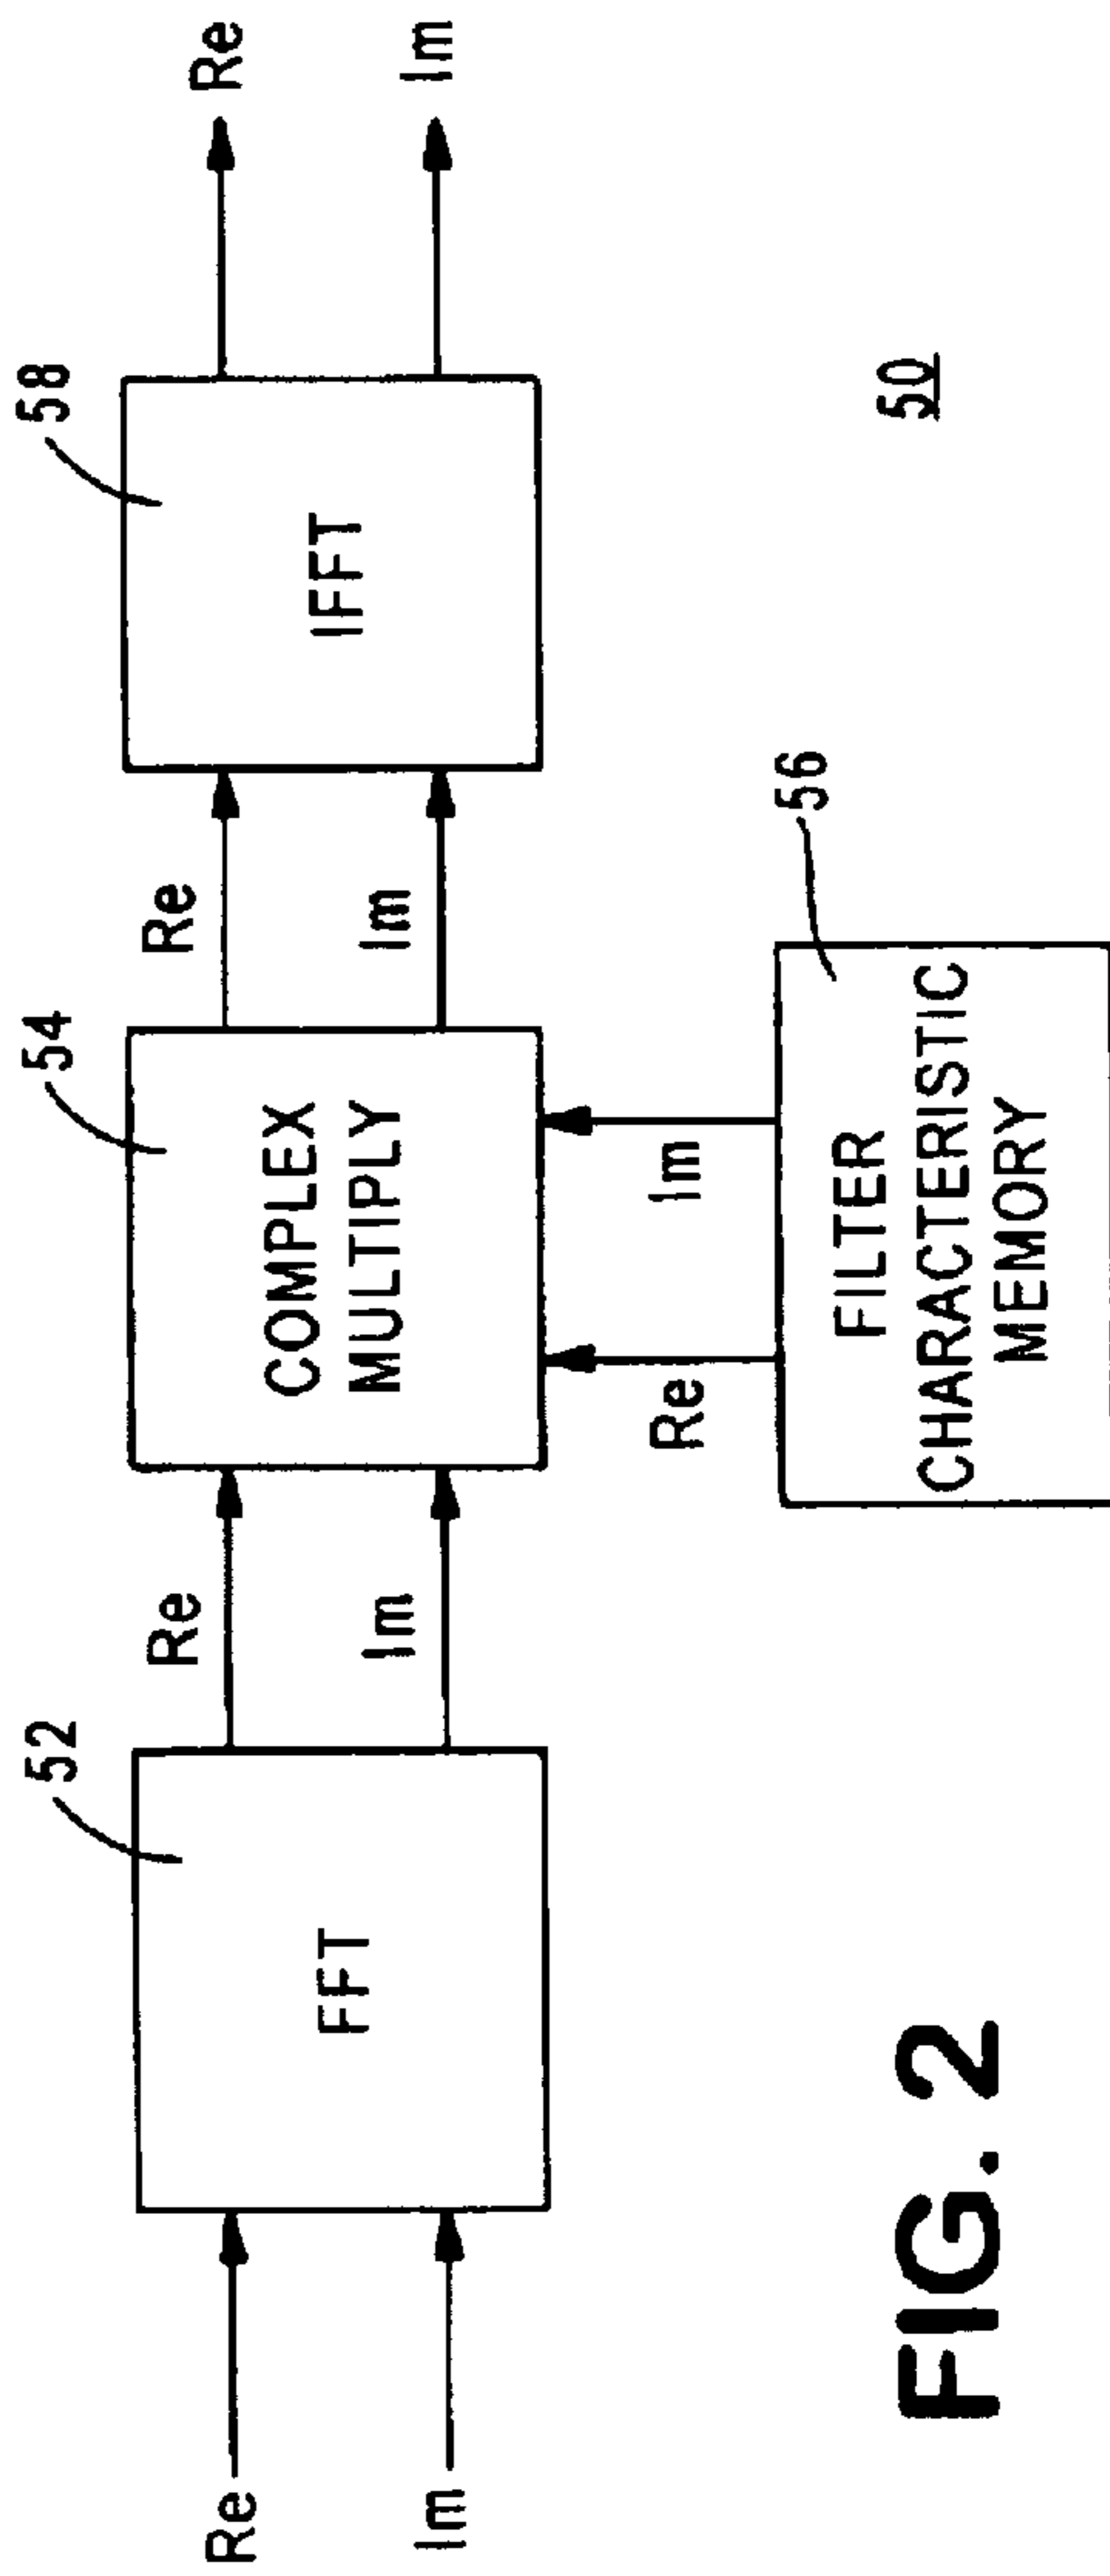 52
54
58
Re
Re
Re
Re
FFT
COMPLEX
MULTIPLY
IFFT
Im
Im
Im
Im
Re
Im
56
FILTER
CHARACTERISTIC
MEMORY
50
FIG. 2